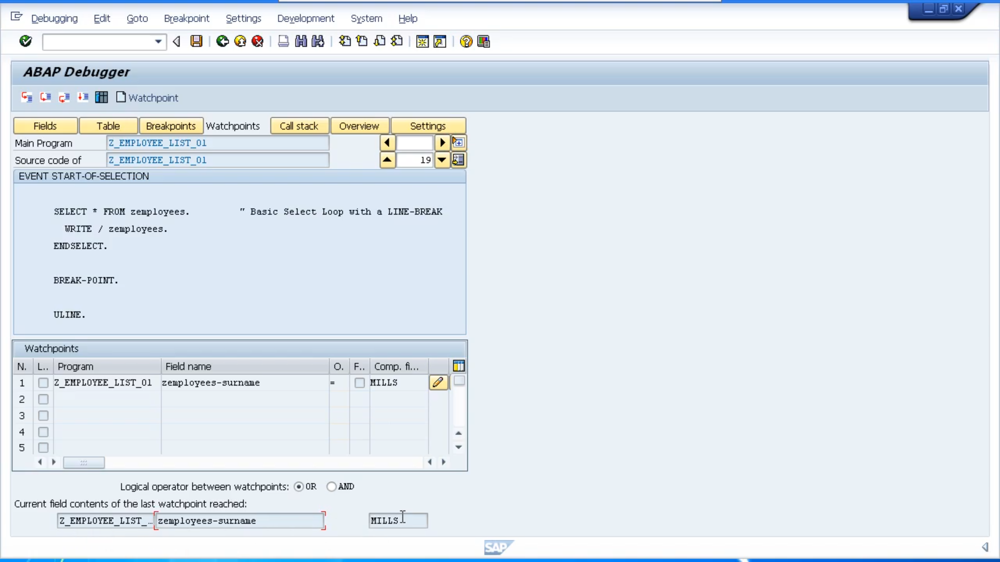 Debugging Edit Goto Breakpoint Settings Development System Help
ABAP Debugger
Watchpoint
Fields Table Breakpoints Watchpoints Call stack Overview Settings
Main Program Z_EMPLOYEE_LIST_01
Source code of Z_EMPLOYEE_LIST_01 19
EVENT START-OF-SELECTION
SELECT * FROM zemployees. " Basic Select Loop with a LINE-BREAK
WRITE / zemployees.
ENDSELECT.
BREAK-POINT.
ULINE.
Watchpoints
N. L.. Program Field name O. F.. Comp. fi...
1 Z_EMPLOYEE_LIST_01 zemployees-surname = MILLS
2
3
4
5
Logical operator between watchpoints: OR AND
Current field contents of the last watchpoint reached:
Z_EMPLOYEE_LIST_... zemployees-surname MILLS
SAP